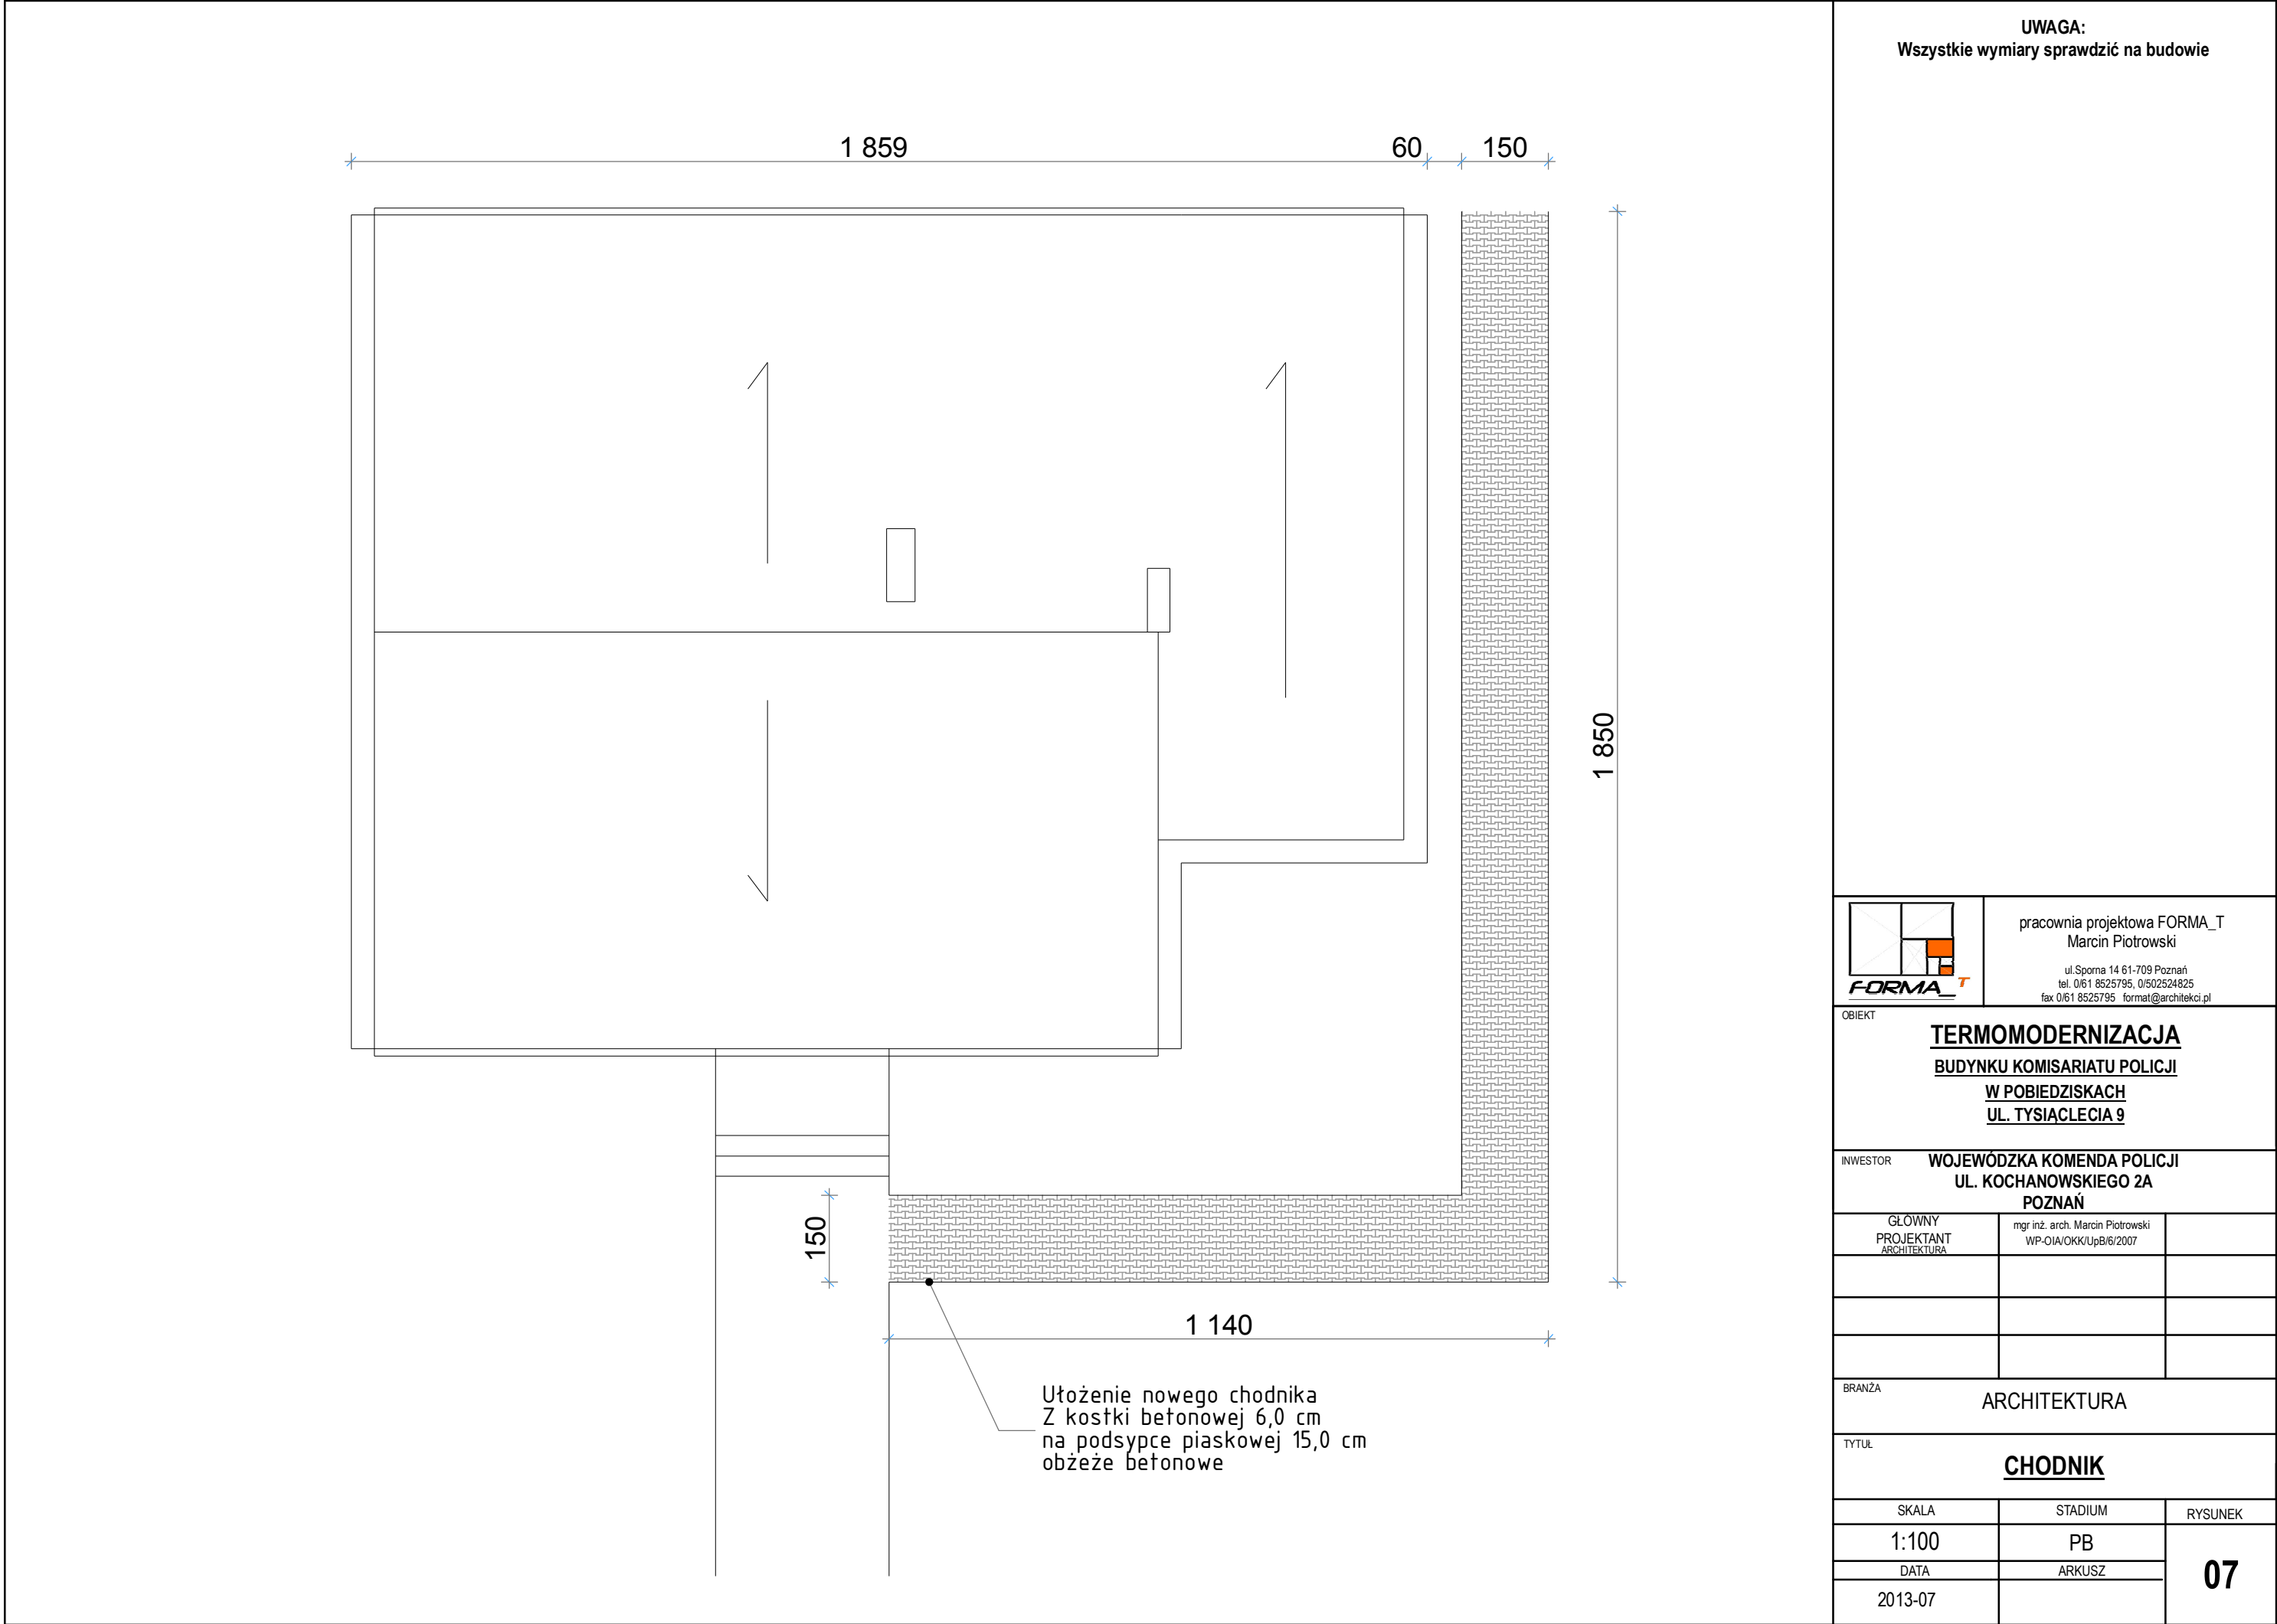 UWAGA:
Wszystkie wymiary sprawdzić na budowie
1 859
60
150
1 850
150
1 140
Ułożenie nowego chodnika
Z kostki betonowej 6,0 cm
na podsypce piaskowej 15,0 cm
obżeże betonowe
FORMA_T
pracownia projektowa FORMA_T
Marcin Piotrowski
ul.Sporna 14 61-709 Poznań
tel. 0/61 8525795, 0/502524825
fax 0/61 8525795 format@architekci.pl
OBIEKT
TERMOMODERNIZACJA
BUDYNKU KOMISARIATU POLICJI
W POBIEDZISKACH
UL. TYSIĄCLECIA 9
INWESTOR
WOJEWÓDZKA KOMENDA POLICJI
UL. KOCHANOWSKIEGO 2A
POZNAŃ
GŁÓWNY
PROJEKTANT
ARCHITEKTURA
mgr inż. arch. Marcin Piotrowski
WP-OIA/OKK/UpB/6/2007
BRANŻA
ARCHITEKTURA
TYTUŁ
CHODNIK
SKALA
STADIUM
RYSUNEK
1:100
PB
07
DATA
ARKUSZ
2013-07